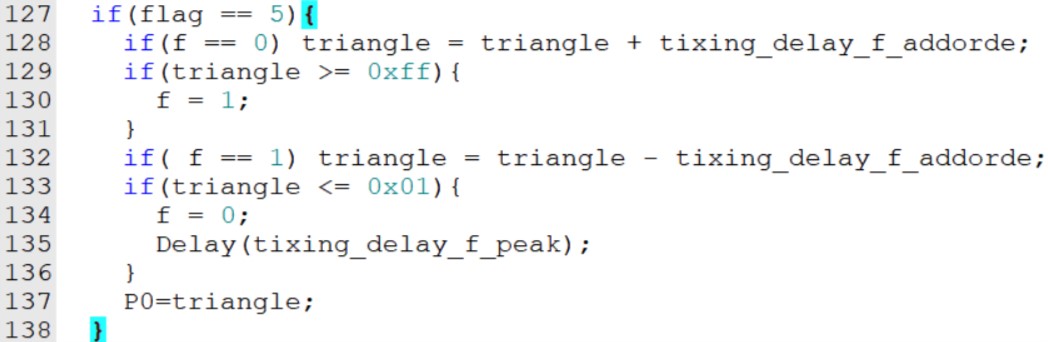 127 if(flag == 5){
128 if(f == 0) triangle = triangle + tixing_delay_f_addorde;
129 if(triangle >= 0xff){
130 f = 1;
131 }
132 if( f == 1) triangle = triangle - tixing_delay_f_addorde;
133 if(triangle <= 0x01){
134 f = 0;
135 Delay(tixing_delay_f_peak);
136 }
137 P0=triangle;
138 }